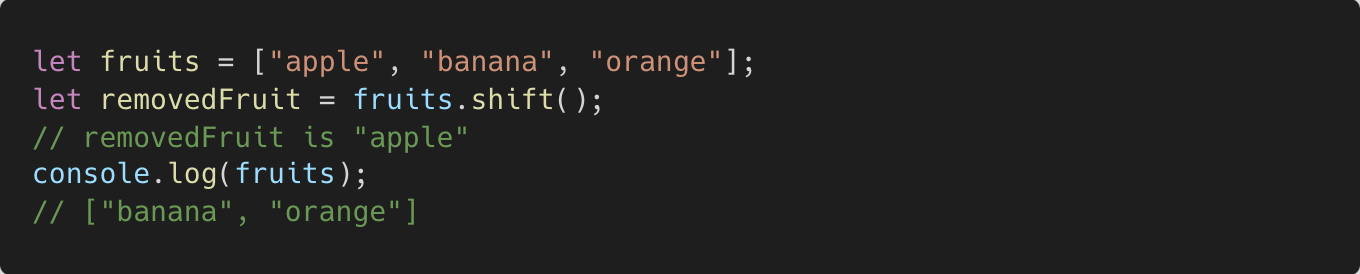 let fruits = ["apple", "banana", "orange"];
let removedFruit = fruits.shift();
// removedFruit is "apple"
console.log(fruits);
// ["banana", "orange"]